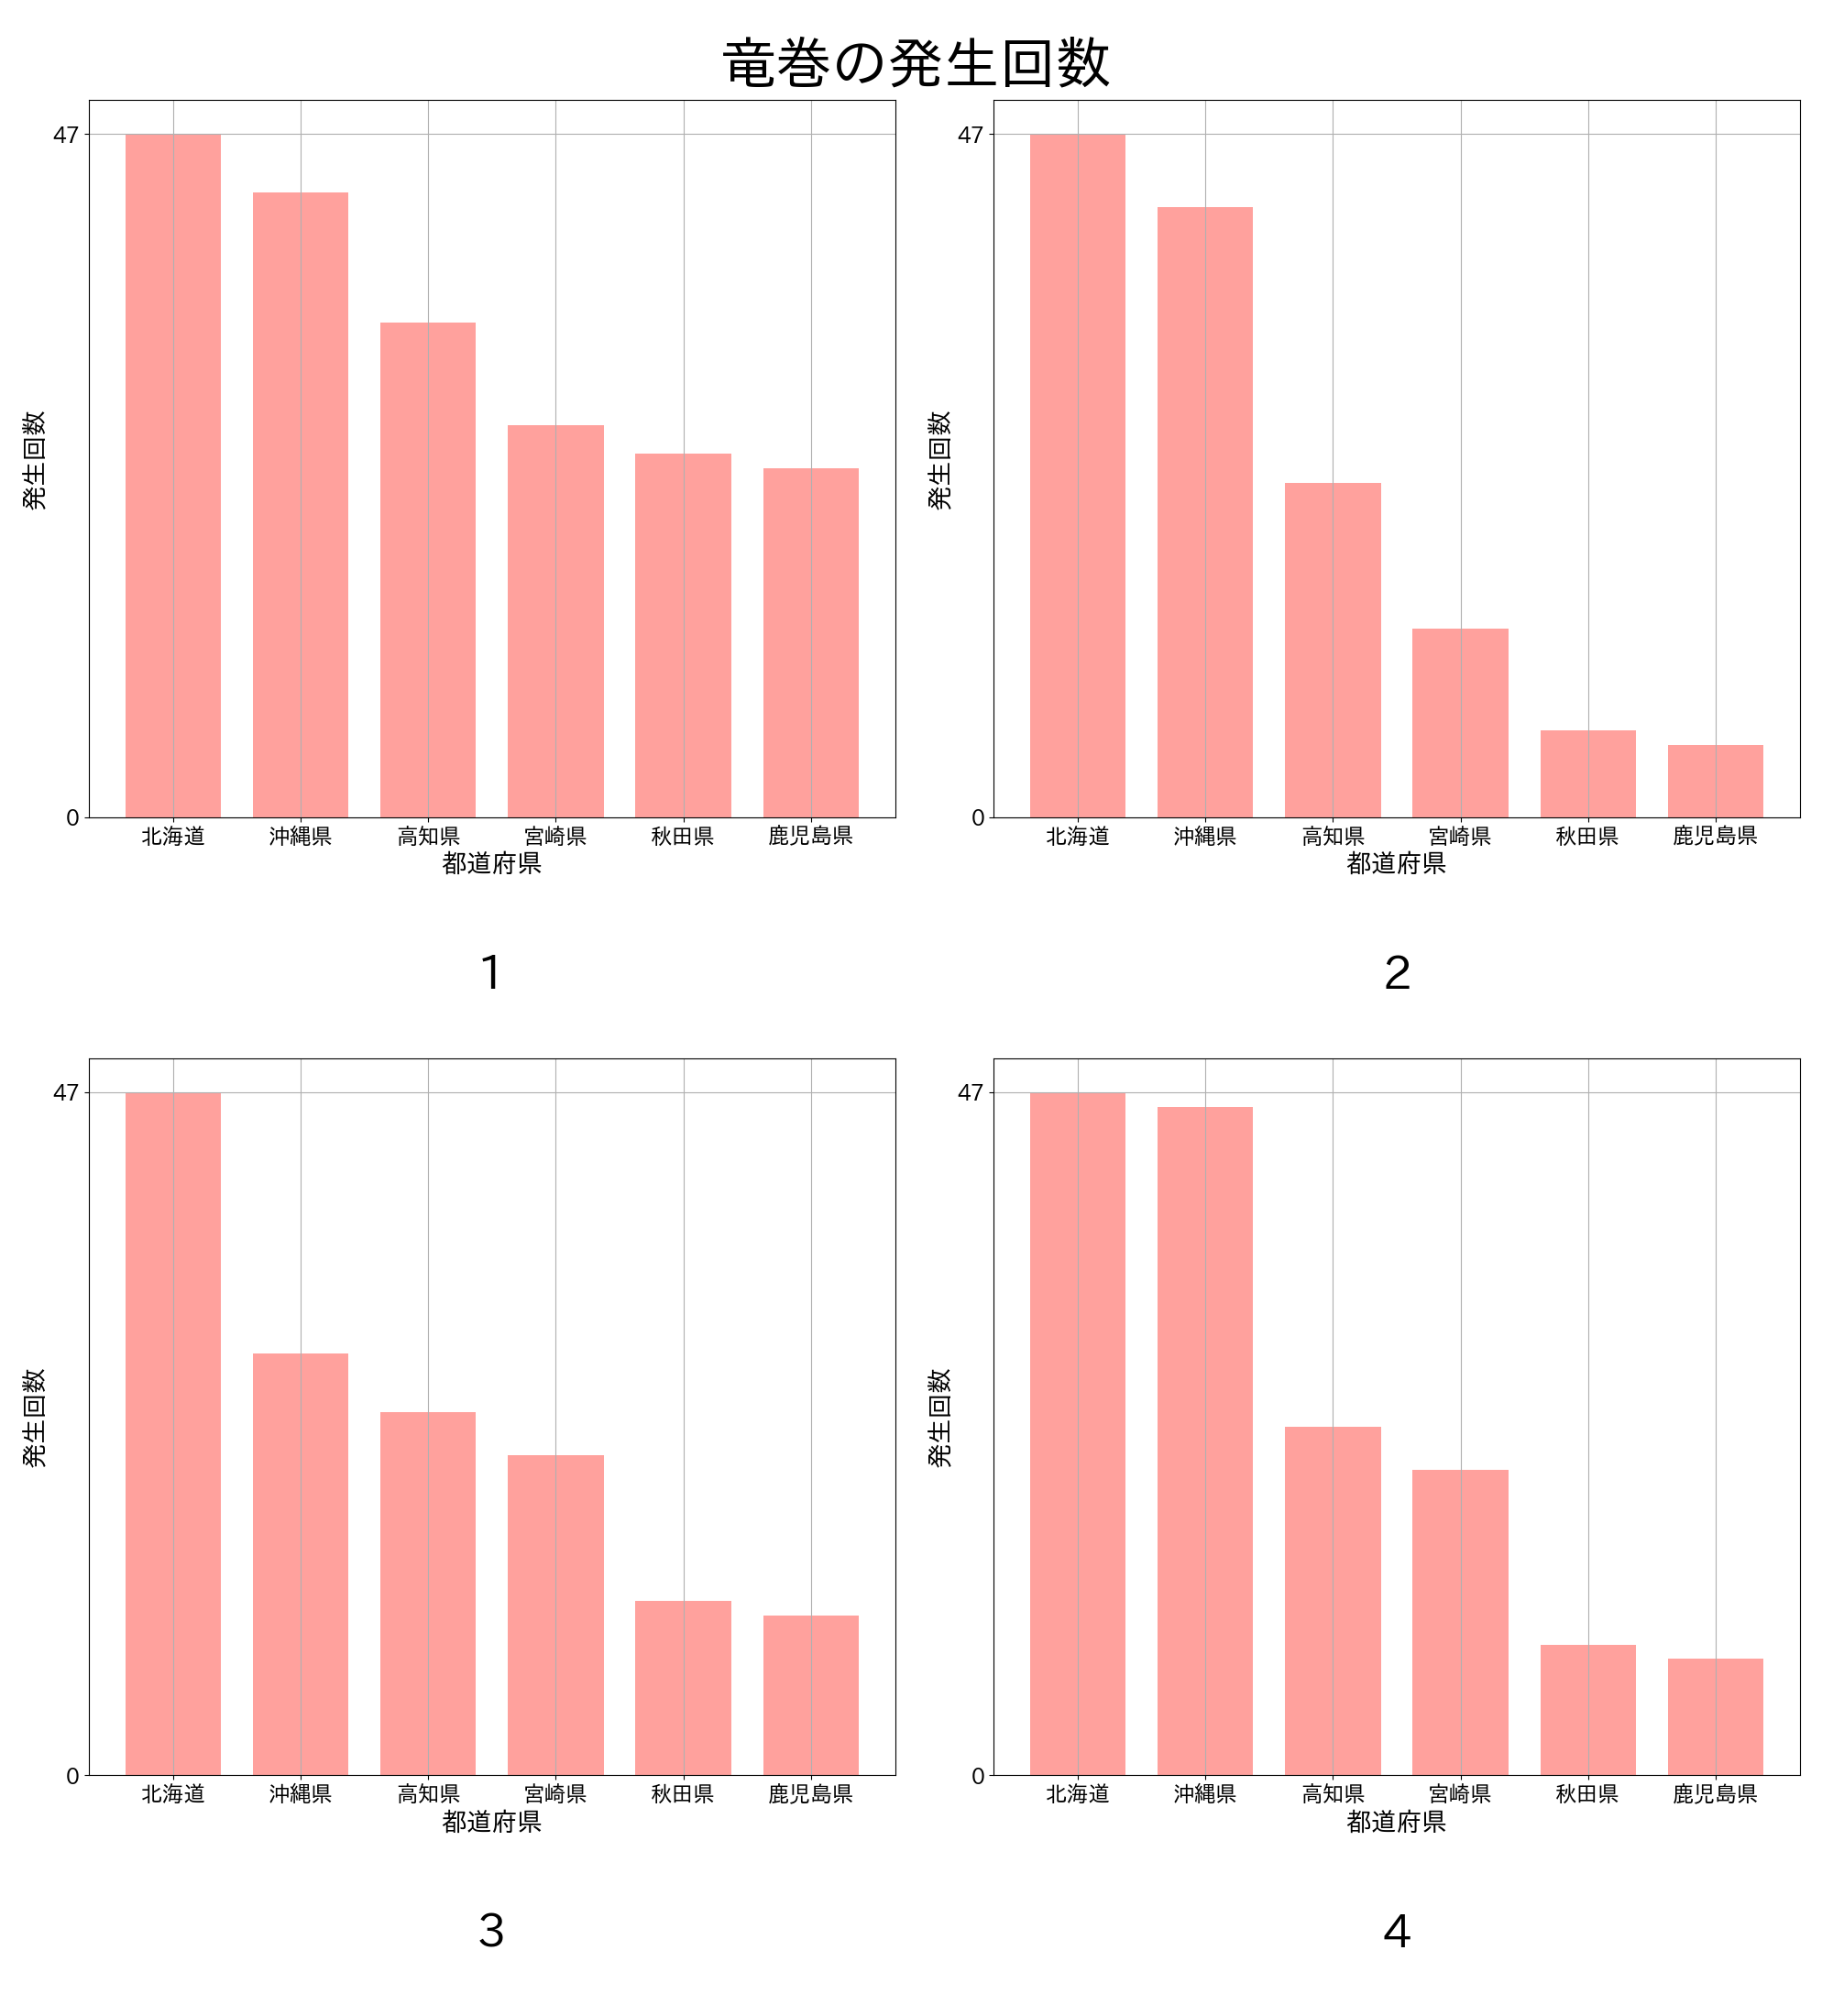 竜巻の発生回数
47
0
発生回数
北海道 沖縄県 高知県 宮崎県 秋田県 鹿児島県
都道府県
1
47
0
発生回数
北海道 沖縄県 高知県 宮崎県 秋田県 鹿児島県
都道府県
2
47
0
発生回数
北海道 沖縄県 高知県 宮崎県 秋田県 鹿児島県
都道府県
3
47
0
発生回数
北海道 沖縄県 高知県 宮崎県 秋田県 鹿児島県
都道府県
4